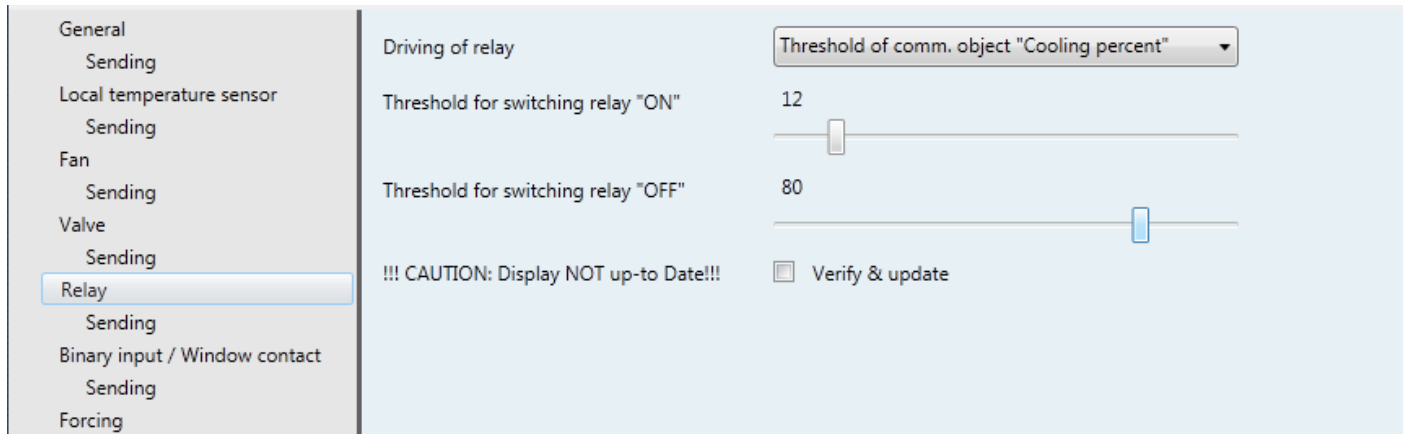 General
Sending
Local temperature sensor
Sending
Fan
Sending
Valve
Sending
Relay
Sending
Binary input / Window contact
Sending
Forcing
Driving of relay
Threshold of comm. object "Cooling percent"
Threshold for switching relay "ON"
12
Threshold for switching relay "OFF"
80
!!! CAUTION: Display NOT up-to Date!!!
Verify & update